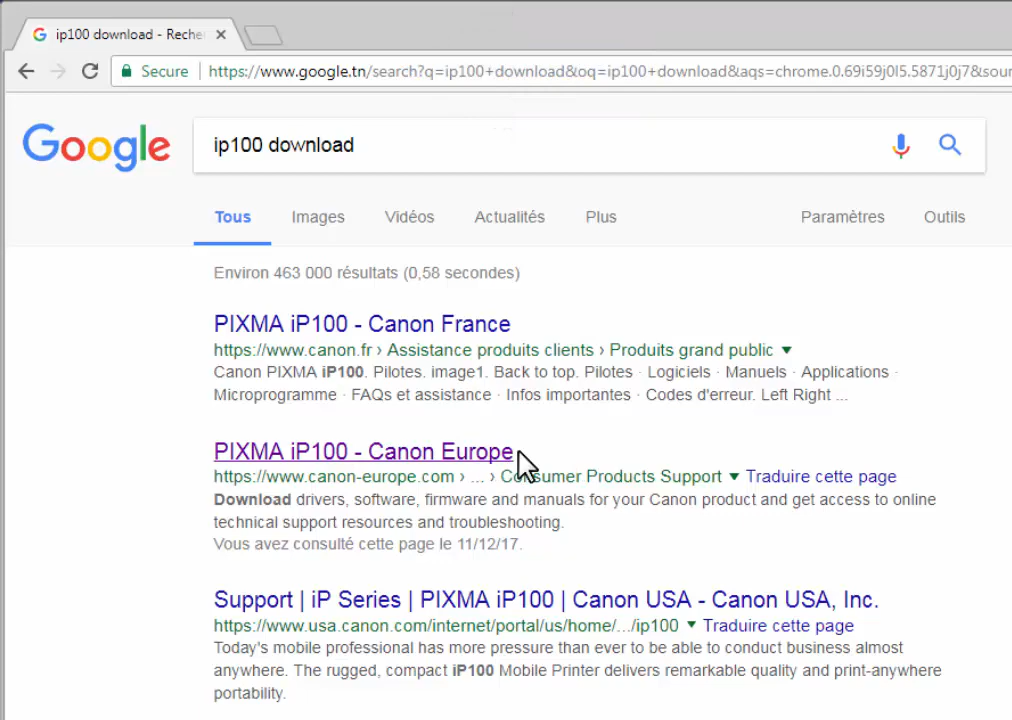 ip100 download - Reche
Secure https://www.google.tn/search?q=ip100+download&oq=ip100+download&aqs=chrome.0.69i59j0l5.5871j0j7&sour
Google
ip100 download
Tous Images Vidéos Actualités Plus Paramètres Outils
Environ 463 000 résultats (0,58 secondes)
PIXMA iP100 - Canon France
https://www.canon.fr › Assistance produits clients › Produits grand public
Canon PIXMA iP100. Pilotes. image1. Back to top. Pilotes · Logiciels · Manuels · Applications ·
Microprogramme · FAQs et assistance · Infos importantes · Codes d'erreur. Left Right ...
PIXMA iP100 - Canon Europe
https://www.canon-europe.com › ... › Consumer Products Support Traduire cette page
Download drivers, software, firmware and manuals for your Canon product and get access to online
technical support resources and troubleshooting.
Vous avez consulté cette page le 11/12/17.
Support | iP Series | PIXMA iP100 | Canon USA - Canon USA, Inc.
https://www.usa.canon.com/internet/portal/us/home/.../ip100 Traduire cette page
Today's mobile professional has more pressure than ever to be able to conduct business almost
anywhere. The rugged, compact iP100 Mobile Printer delivers remarkable quality and print-anywhere
portability.